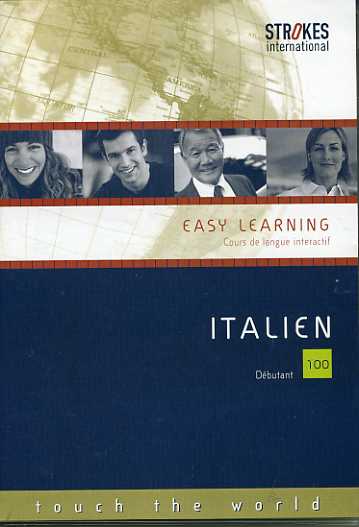 STROKES
international
EASY LEARNING
Cours de langue interactif
ITALIEN
Débutant 100
touch the world